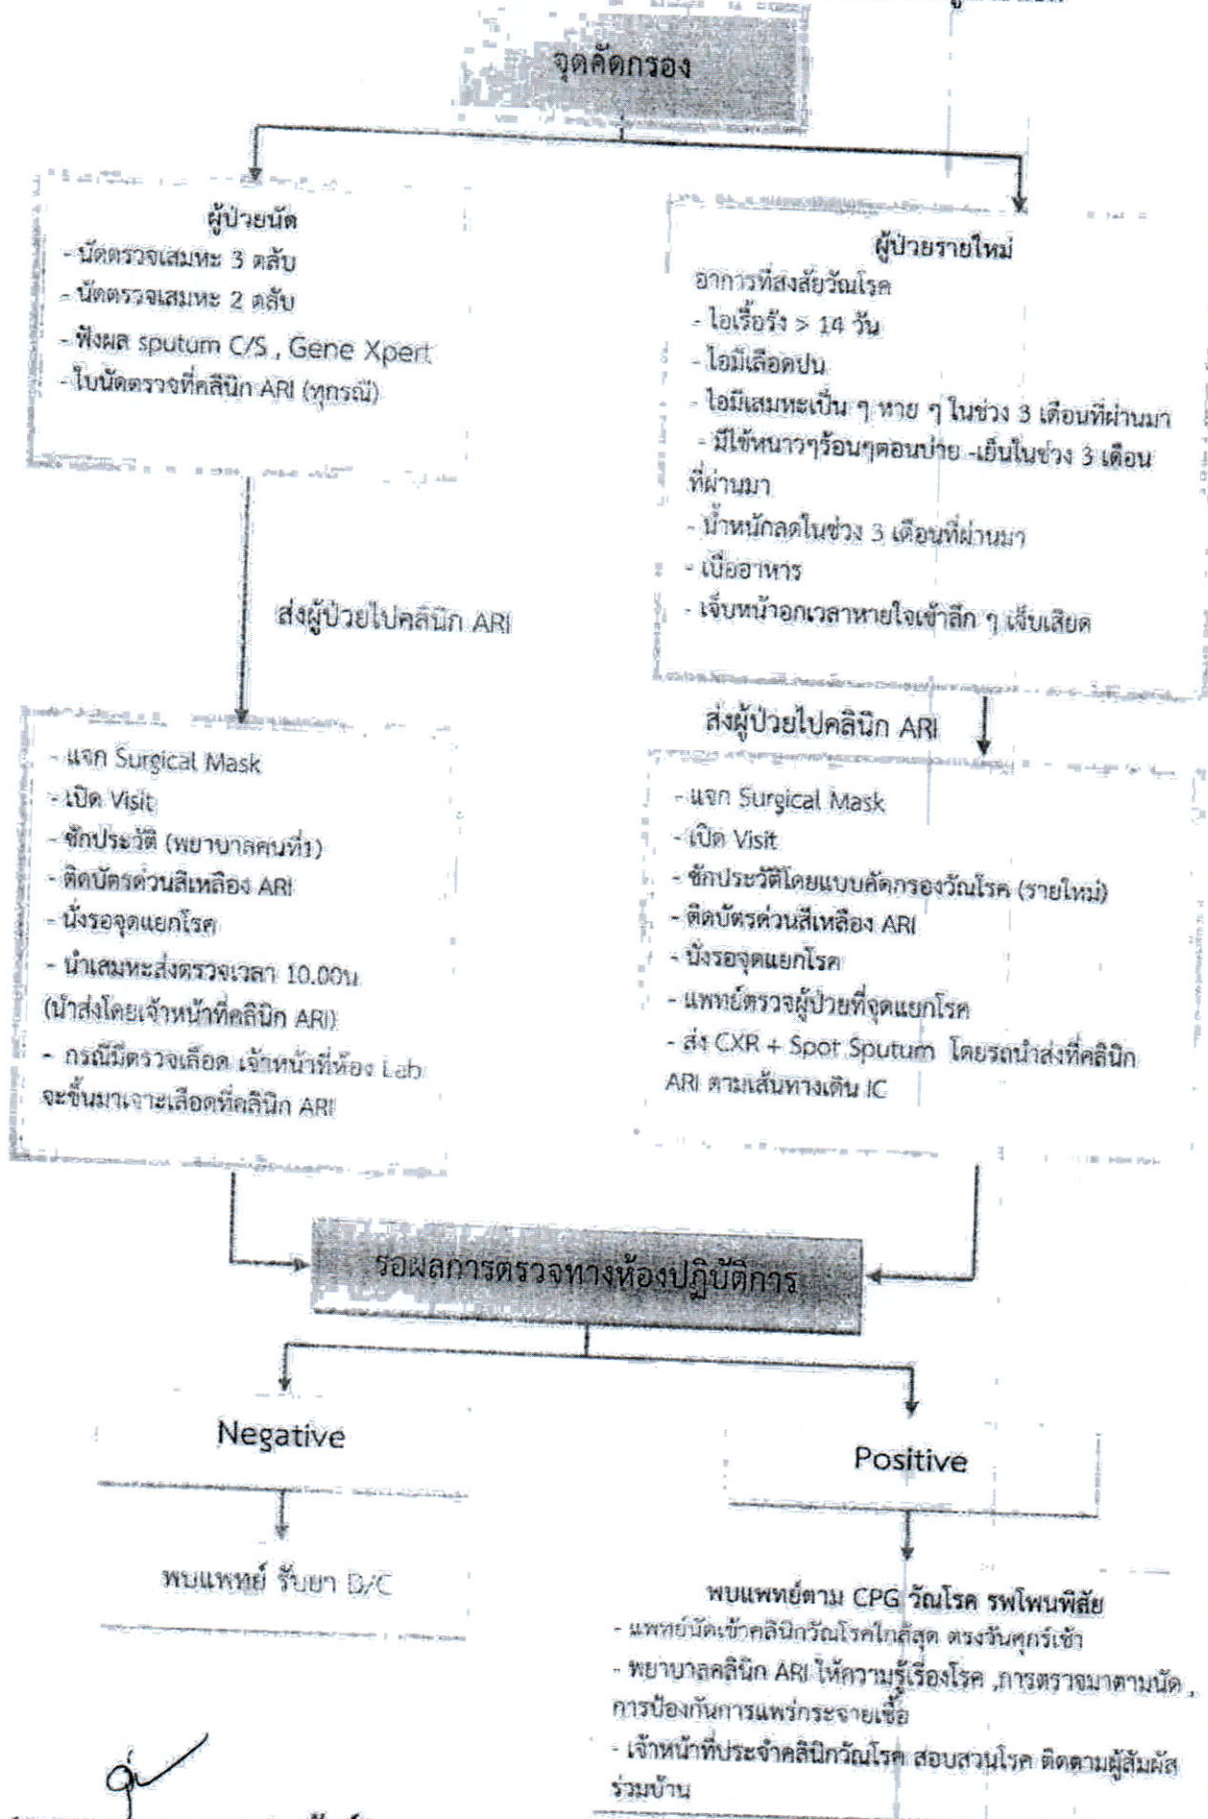 จุดคัดกรอง
ผู้ป่วยนัด
- นัดตรวจเสมหะ 3 ตลับ
- นัดตรวจเสมหะ 2 ตลับ
- ฟังผล sputum C/S , Gene Xpert
- ใบนัดตรวจที่คลินิก ARI (ทุกรณี)
ผู้ป่วยรายใหม่
อาการที่สงสัยวัณโรค
- ไอเรื้อรัง > 14 วัน
- ไอมีเลือดปน
- ไอมีเสมหะเป็น ๆ หาย ๆ ในช่วง 3 เดือนที่ผ่านมา
- มีไข้หนาวๆร้อนๆตอนบ่าย -เย็นในช่วง 3 เดือน
ที่ผ่านมา
- น้ำหนักลดในช่วง 3 เดือนที่ผ่านมา
- เบื่ออาหาร
- เจ็บหน้าอกเวลาหายใจเข้าลึก ๆ เจ็บเสียด
ส่งผู้ป่วยไปคลินิก ARI
ส่งผู้ป่วยไปคลินิก ARI
- แจก Surgical Mask
- เปิด Visit
- ซักประวัติ (พยาบาลคนที่1)
- ติดบัตรด่วนสีเหลือง ARI
- นั่งรอจุดแยกโรค
- นำเสมหะส่งตรวจเวลา 10.00น
(นำส่งโดยเจ้าหน้าที่คลินิก ARI)
- กรณีมีตรวจเลือด เจ้าหน้าที่ห้อง Lab
จะขึ้นมาเจาะเลือดที่คลินิก ARI
- แจก Surgical Mask
- เปิด Visit
- ซักประวัติโดยแบบคัดกรองวัณโรค (รายใหม่)
- ติดบัตรด่วนสีเหลือง ARI
- นั่งรอจุดแยกโรค
- แพทย์ตรวจผู้ป่วยที่จุดแยกโรค
- ส่ง CXR + Spot Sputum โดยรถนำส่งที่คลินิก
ARI ตามเส้นทางเดิน IC
รอผลการตรวจทางห้องปฏิบัติการ
Negative
Positive
พบแพทย์ รับยา D/C
พบแพทย์ตาม CPG วัณโรค รพโพนพิสัย
- แพทย์นัดเข้าคลินิกวัณโรคใกล้สุด ตรงวันศุกร์เช้า
- พยาบาลคลินิก ARI ให้ความรู้เรื่องโรค ,การตรวจมาตามนัด ,
การป้องกันการแพร่กระจายเชื้อ
- เจ้าหน้าที่ประจำคลินิกวัณโรค สอบสวนโรค ติดตามผู้สัมผัส
ร่วมบ้าน